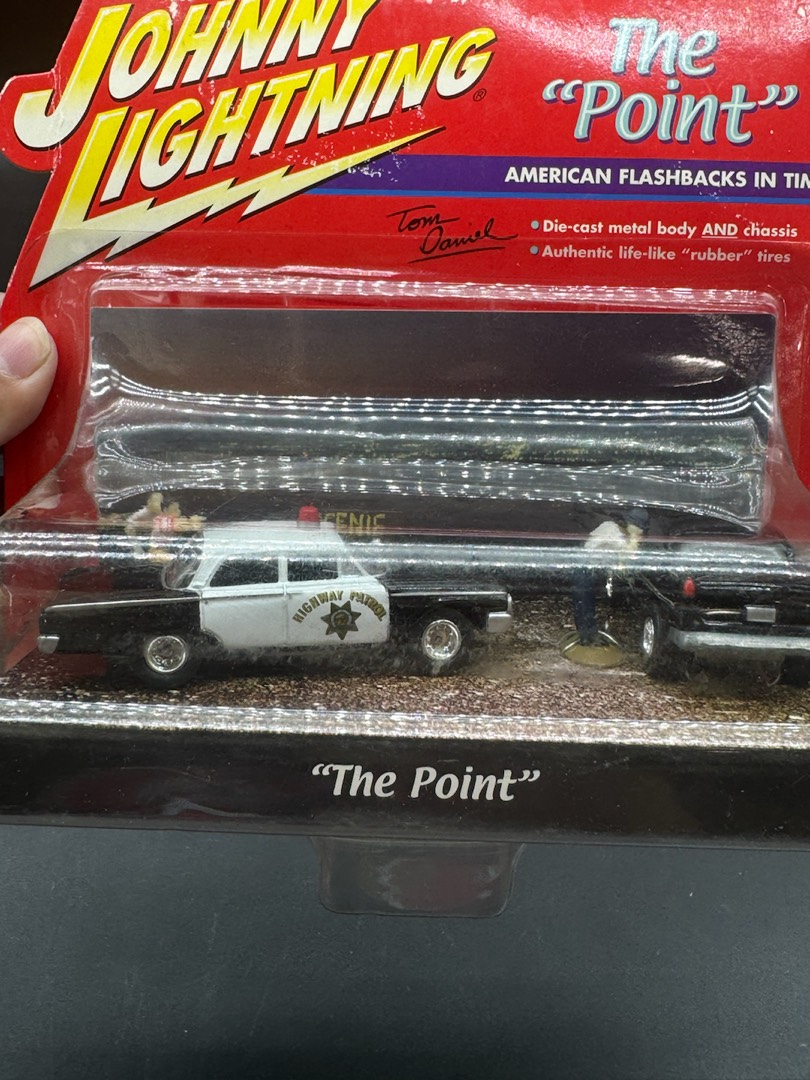 JOHNNY
LIGHTNING®
The
“Point”
AMERICAN FLASHBACKS IN TIM
Tom
Daniel
• Die-cast metal body AND chassis
• Authentic life-like “rubber” tires
CENIC
HIGHWAY PATROL
“The Point”